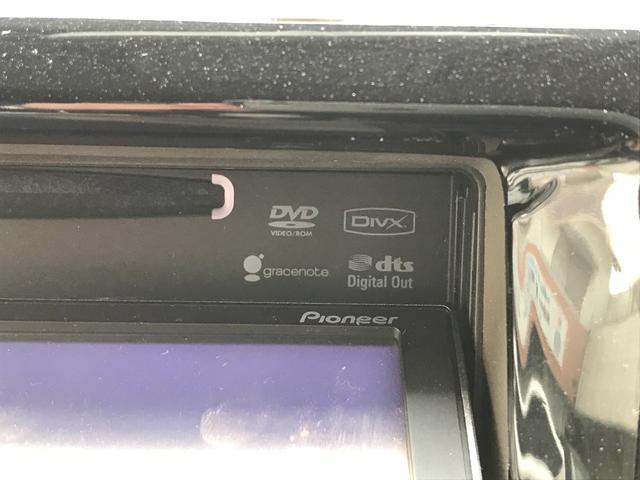 DVD
VIDEO/ROM
DIVX
gracenote
dts
Digital Out
Pioneer